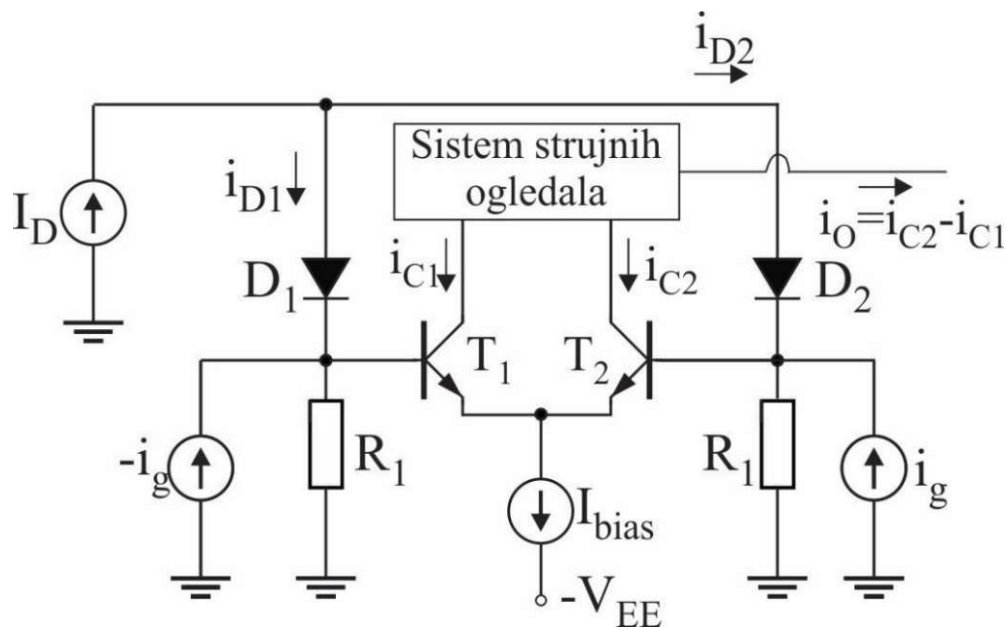 i_D2
Sistem strujnih
ogledala
i_D1
I_D
i_O=i_C2-i_C1
i_C1
i_C2
D_1
D_2
T_1
T_2
-i_g
R_1
I_bias
R_1
i_g
-V_EE